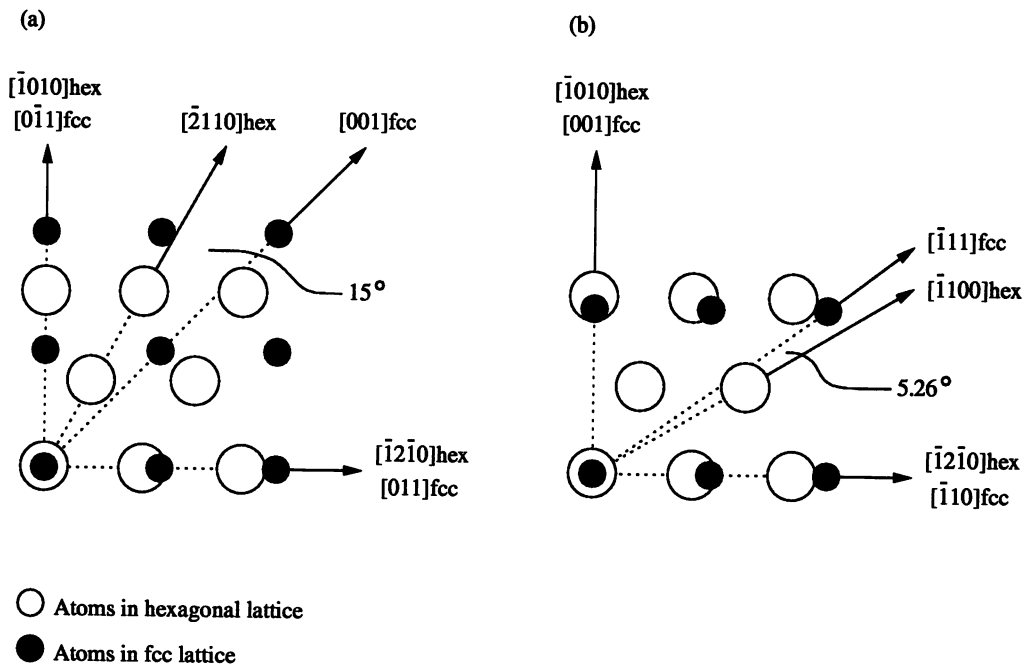 (a)
[1̄010]hex
[01̄1]fcc
[2̄110]hex
[001]fcc
15°
[1̄21̄0]hex
[011]fcc
(b)
[1̄010]hex
[001]fcc
[1̄11]fcc
[1̄100]hex
5.26°
[1̄21̄0]hex
[1̄10]fcc
Atoms in hexagonal lattice
Atoms in fcc lattice